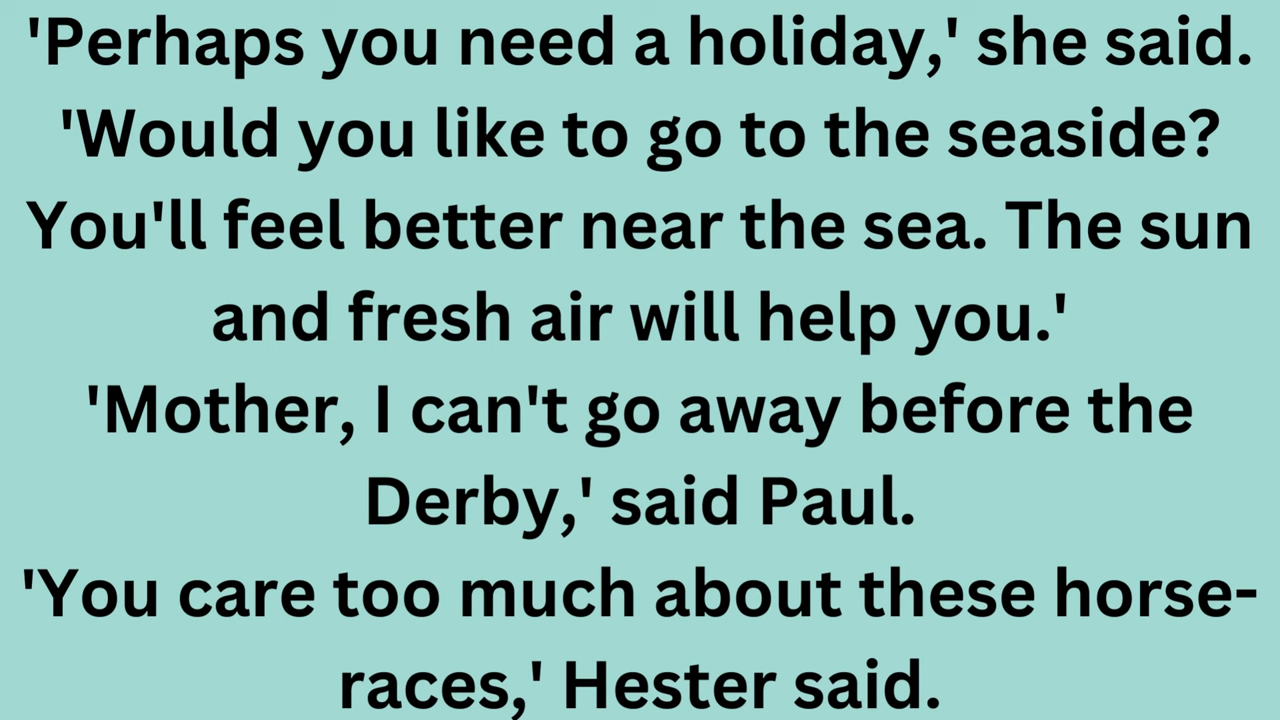 'Perhaps you need a holiday,' she said.
'Would you like to go to the seaside?
You'll feel better near the sea. The sun
and fresh air will help you.'
'Mother, I can't go away before the
Derby,' said Paul.
'You care too much about these horse-
races,' Hester said.